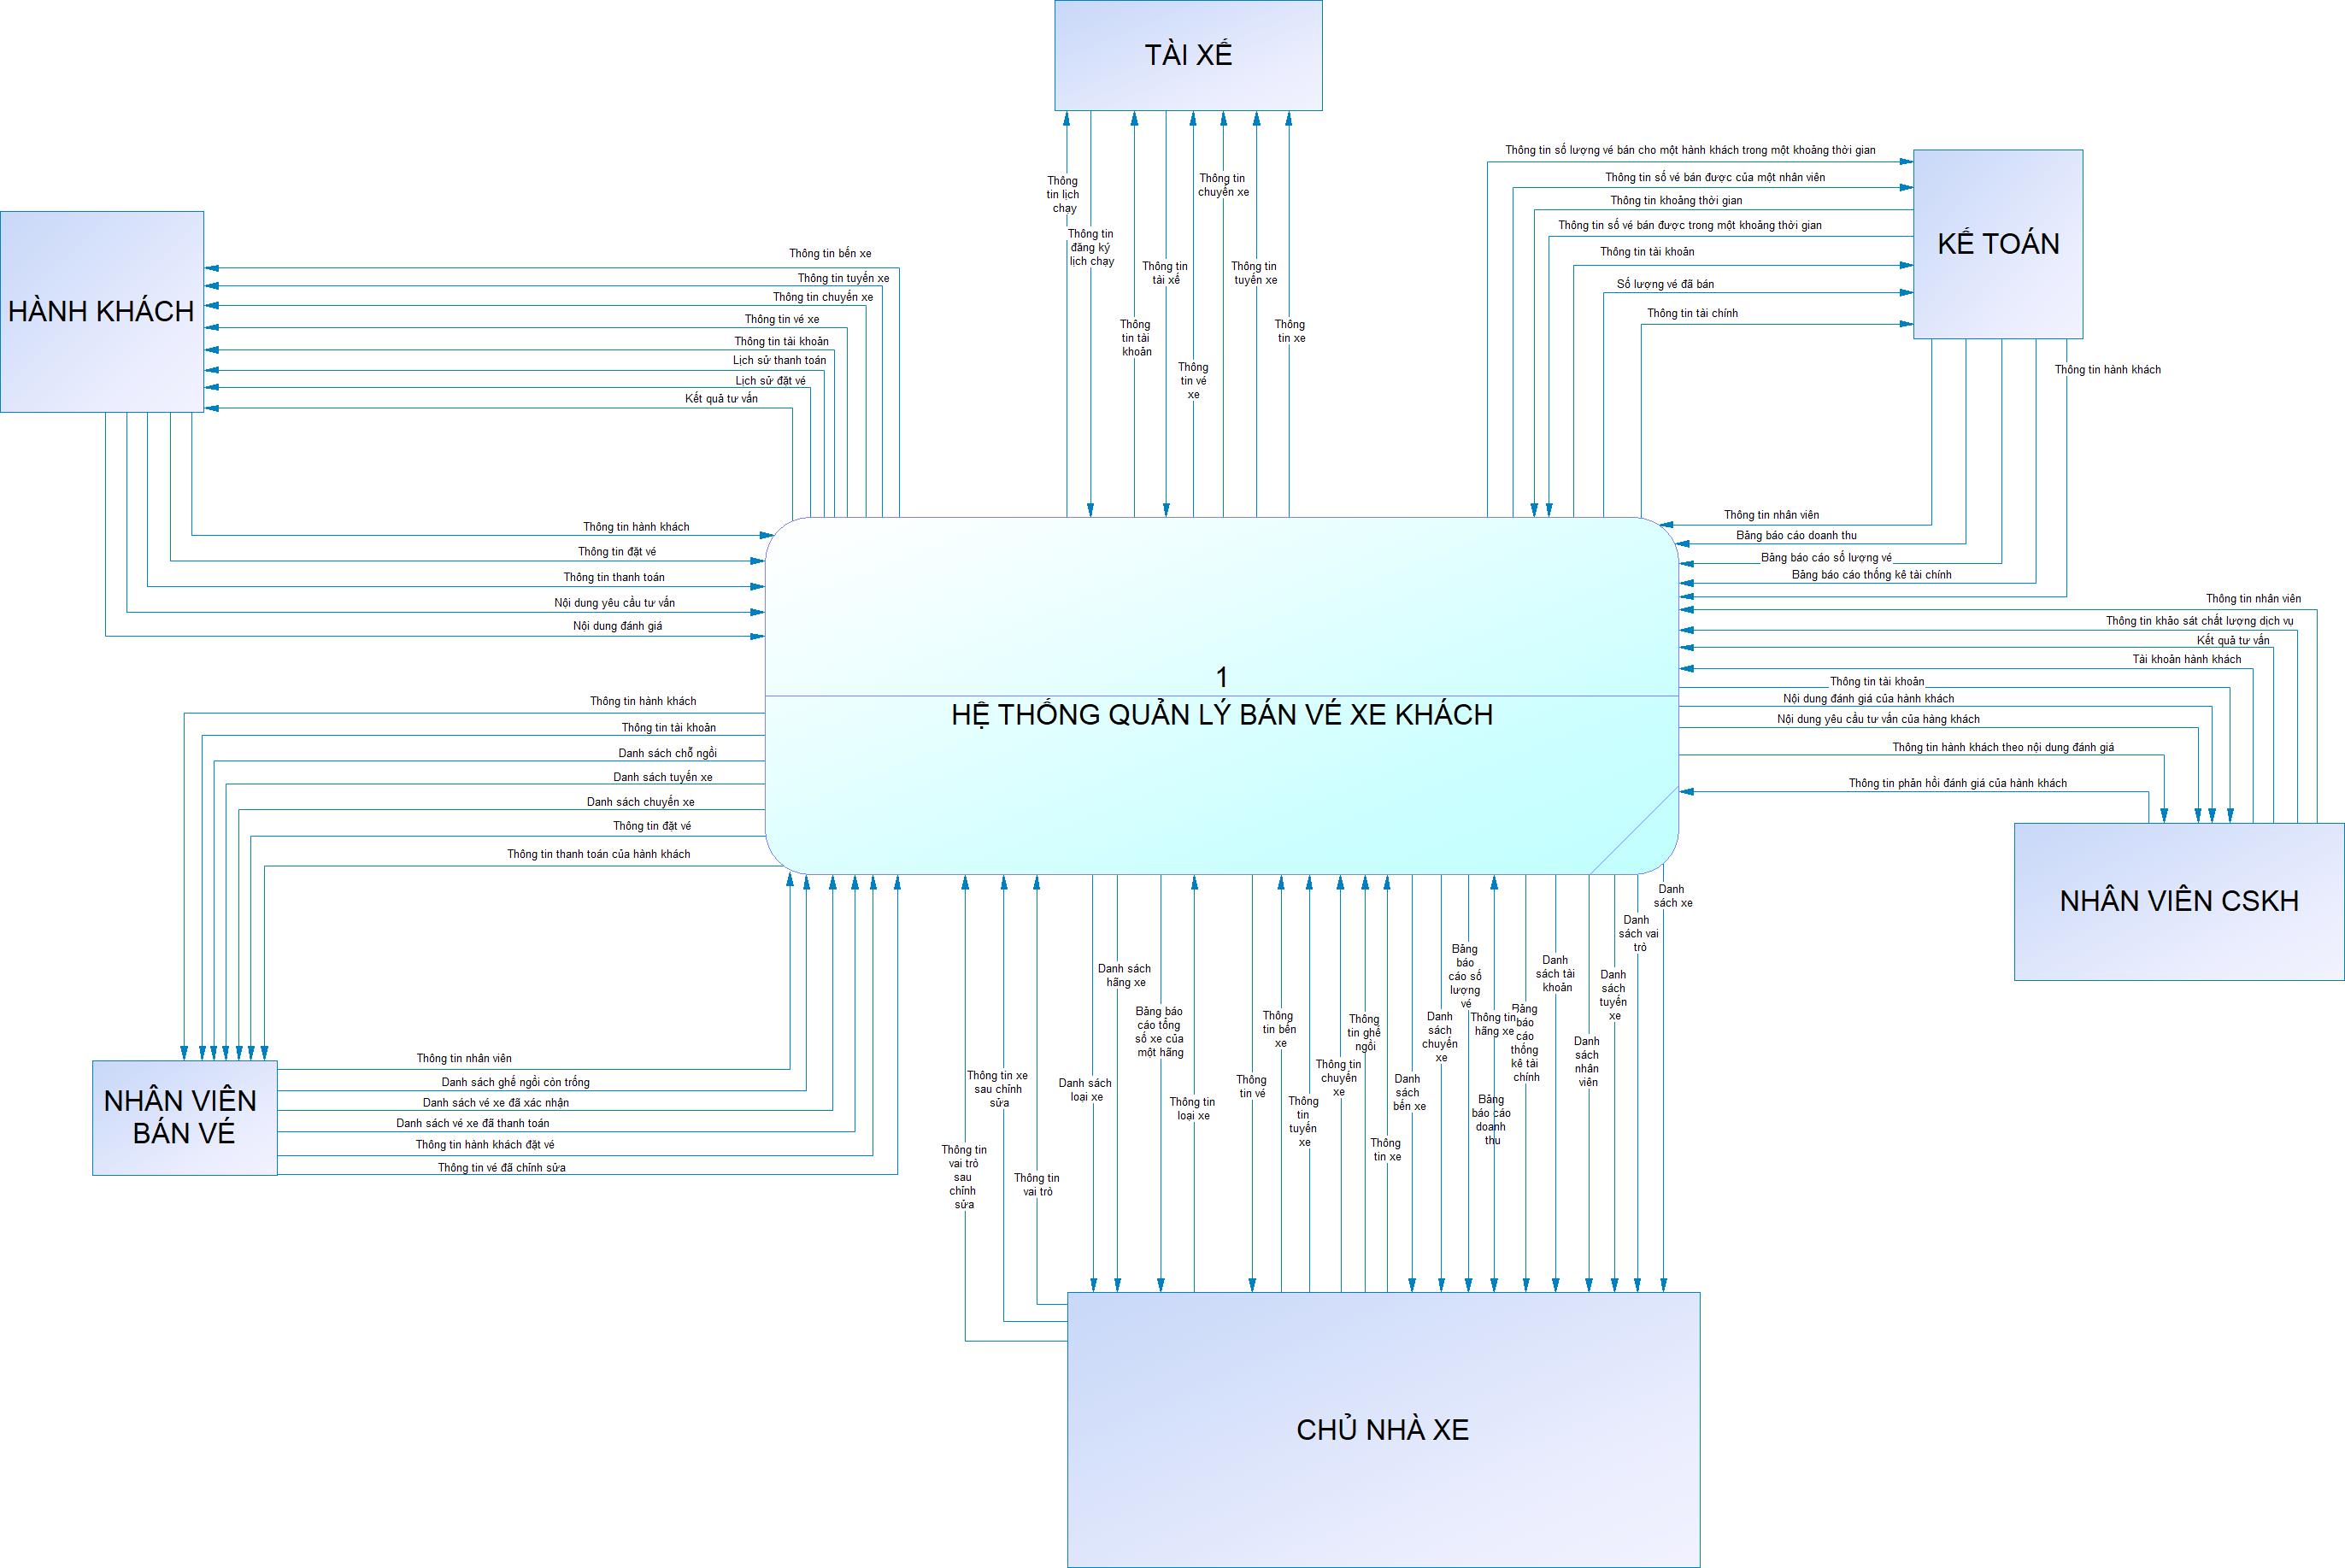 TÀI XẾ
Thông
tin lịch
chạy
Thông tin
đăng ký
lịch chạy
Thông
tin tài
khoản
Thông tin
tài xế
Thông
tin vé
xe
Thông tin
chuyến xe
Thông tin
tuyến xe
Thông
tin xe
KẾ TOÁN
Thông tin số lượng vé bán cho một hành khách trong một khoảng thời gian
Thông tin số vé bán được của một nhân viên
Thông tin khoảng thời gian
Thông tin số vé bán được trong một khoảng thời gian
Thông tin tài khoản
Số lượng vé đã bán
Thông tin tài chính
Thông tin hành khách
Thông tin nhân viên
Bảng báo cáo doanh thu
Bảng báo cáo số lượng vé
Bảng báo cáo thống kê tài chính
HÀNH KHÁCH
Thông tin bến xe
Thông tin tuyến xe
Thông tin chuyến xe
Thông tin vé xe
Thông tin tài khoản
Lịch sử thanh toán
Lịch sử đặt vé
Kết quả tư vấn
Thông tin hành khách
Thông tin đặt vé
Thông tin thanh toán
Nội dung yêu cầu tư vấn
Nội dung đánh giá
1
HỆ THỐNG QUẢN LÝ BÁN VÉ XE KHÁCH
Thông tin nhân viên
Thông tin khảo sát chất lượng dịch vụ
Kết quả tư vấn
Tài khoản hành khách
Thông tin tài khoản
Nội dung đánh giá của hành khách
Nội dung yêu cầu tư vấn của hàng khách
Thông tin hành khách theo nội dung đánh giá
Thông tin phản hồi đánh giá của hành khách
NHÂN VIÊN CSKH
Thông tin hành khách
Thông tin tài khoản
Danh sách chỗ ngồi
Danh sách tuyến xe
Danh sách chuyến xe
Thông tin đặt vé
Thông tin thanh toán của hành khách
NHÂN VIÊN
BÁN VÉ
Thông tin nhân viên
Danh sách ghế ngồi còn trống
Danh sách vé xe đã xác nhận
Danh sách vé xe đã thanh toán
Thông tin hành khách đặt vé
Thông tin vé đã chỉnh sửa
Thông tin
vai trò
sau
chỉnh
sửa
Thông tin xe
sau chỉnh
sửa
Thông tin
vai trò
Danh sách
loại xe
Danh sách
hãng xe
Bảng báo
cáo tổng
số xe của
một hãng
Thông tin
loại xe
Thông
tin vé
Thông
tin bến
xe
Thông
tin
tuyến
xe
Thông tin
chuyến
xe
Thông
tin ghế
ngồi
Thông
tin xe
Danh
sách
bến xe
Danh
sách
chuyến
xe
Bảng
báo
cáo số
lượng
vé
Thông tin
hãng xe
Bảng
báo cáo
doanh
thu
Bảng
báo
cáo
thống
kê tài
chính
Danh
sách tài
khoản
Danh
sách
nhân
viên
Danh
sách
tuyến
xe
Danh
sách vai
trò
Danh
sách xe
CHỦ NHÀ XE